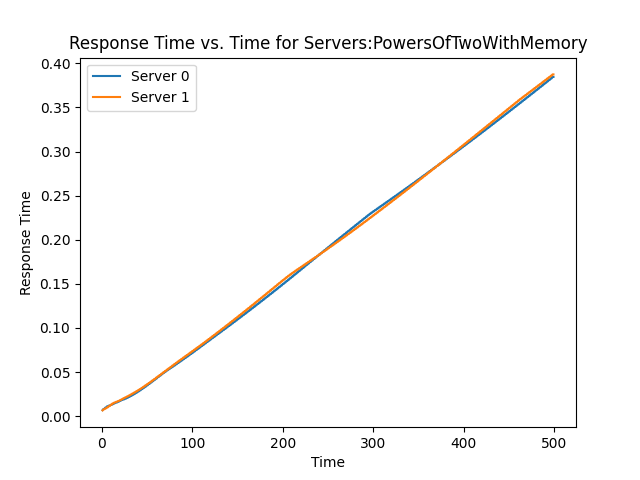 Response Time vs. Time for Servers:PowersOfTwoWithMemory
Server 0
Server 1
0.40
0.35
0.30
0.25
0.20
0.15
0.10
0.05
0.00
Response Time
0 100 200 300 400 500
Time